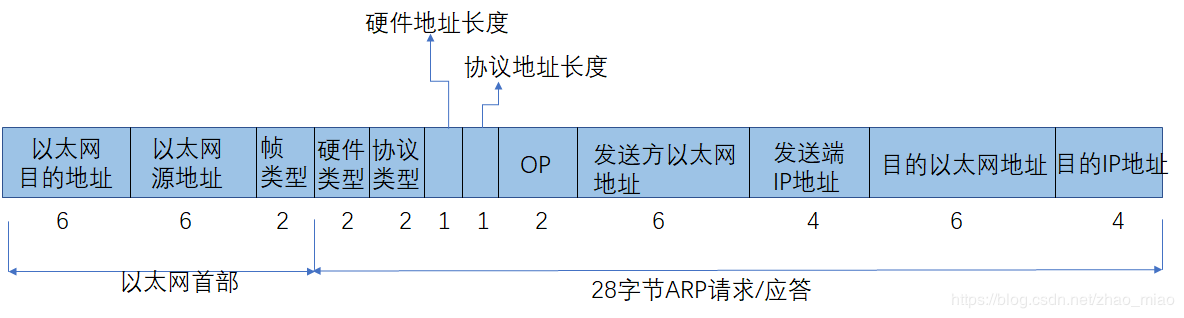 硬件地址长度
协议地址长度
以太网
目的地址
以太网
源地址
帧
类型
硬件
类型
协议
类型
OP
发送方以太网
地址
发送端
IP地址
目的以太网地址
目的IP地址
6
6
2
2
2
1
1
2
6
4
6
4
以太网首部
28字节ARP请求/应答
https://blog.csdn.net/zhao_miao